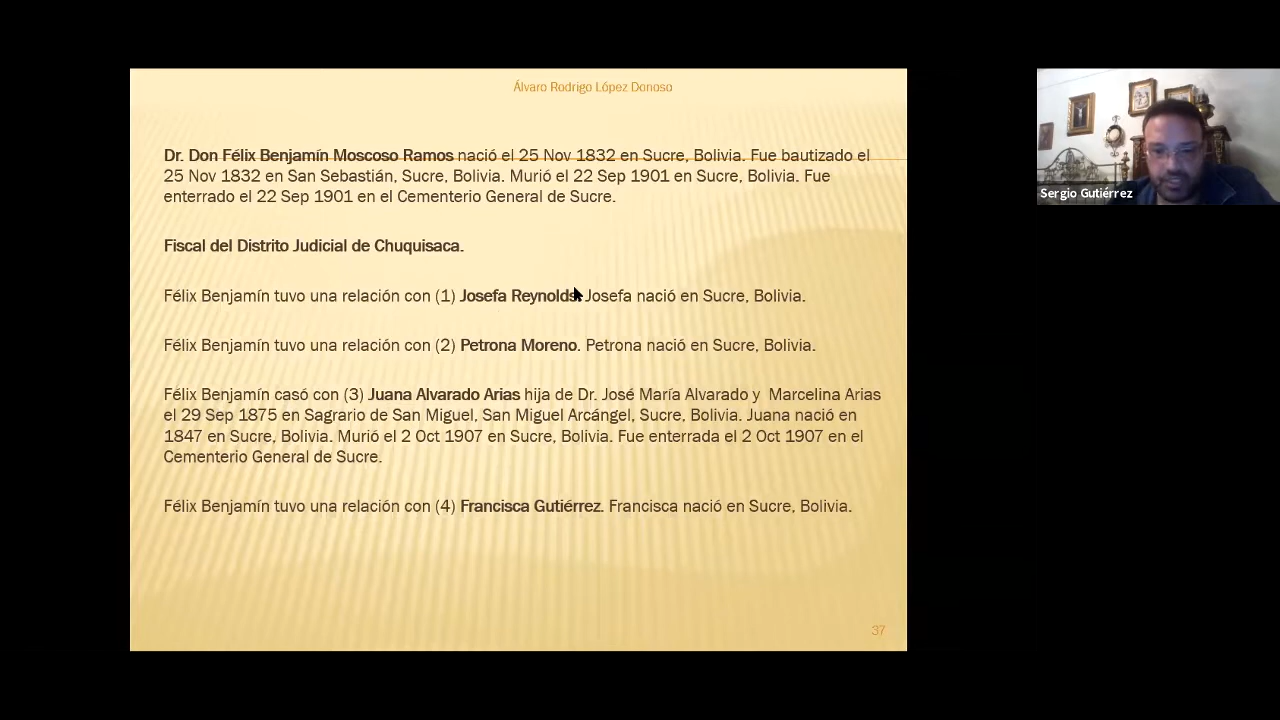 Álvaro Rodrigo López Donoso
Dr. Don Félix Benjamín Moscoso Ramos nació el 25 Nov 1832 en Sucre, Bolivia. Fue bautizado el
25 Nov 1832 en San Sebastián, Sucre, Bolivia. Murió el 22 Sep 1901 en Sucre, Bolivia. Fue
enterrado el 22 Sep 1901 en el Cementerio General de Sucre.
Fiscal del Distrito Judicial de Chuquisaca.
Félix Benjamín tuvo una relación con (1) Josefa Reynolds. Josefa nació en Sucre, Bolivia.
Félix Benjamín tuvo una relación con (2) Petrona Moreno. Petrona nació en Sucre, Bolivia.
Félix Benjamín casó con (3) Juana Alvarado Arias hija de Dr. José María Alvarado y Marcelina Arias
el 29 Sep 1875 en Sagrario de San Miguel, San Miguel Arcángel, Sucre, Bolivia. Juana nació en
1847 en Sucre, Bolivia. Murió el 2 Oct 1907 en Sucre, Bolivia. Fue enterrada el 2 Oct 1907 en el
Cementerio General de Sucre.
Félix Benjamín tuvo una relación con (4) Francisca Gutiérrez. Francisca nació en Sucre, Bolivia.
37
Sergio Gutiérrez